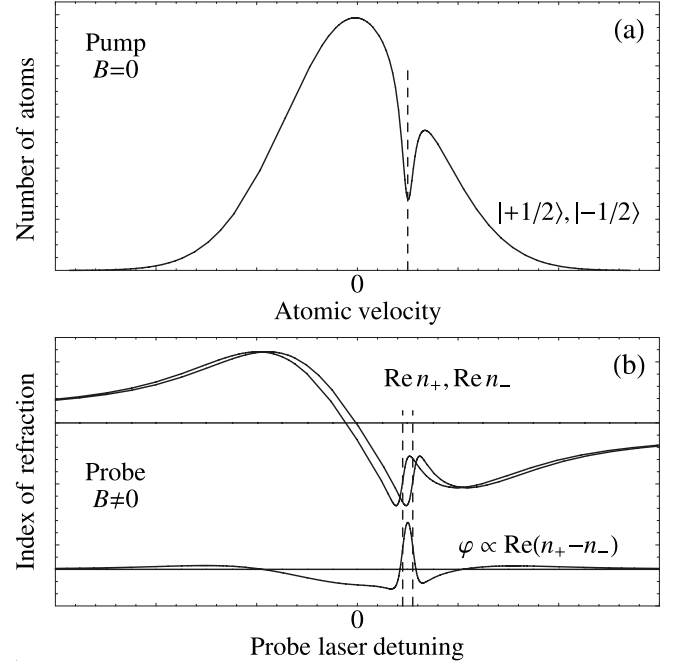 (a)
Pump
B=0
Number of atoms
|+1/2⟩, |−1/2⟩
0
Atomic velocity
(b)
Re n₊, Re n₋
Index of refraction
Probe
B≠0
φ ∝ Re(n₊−n₋)
0
Probe laser detuning